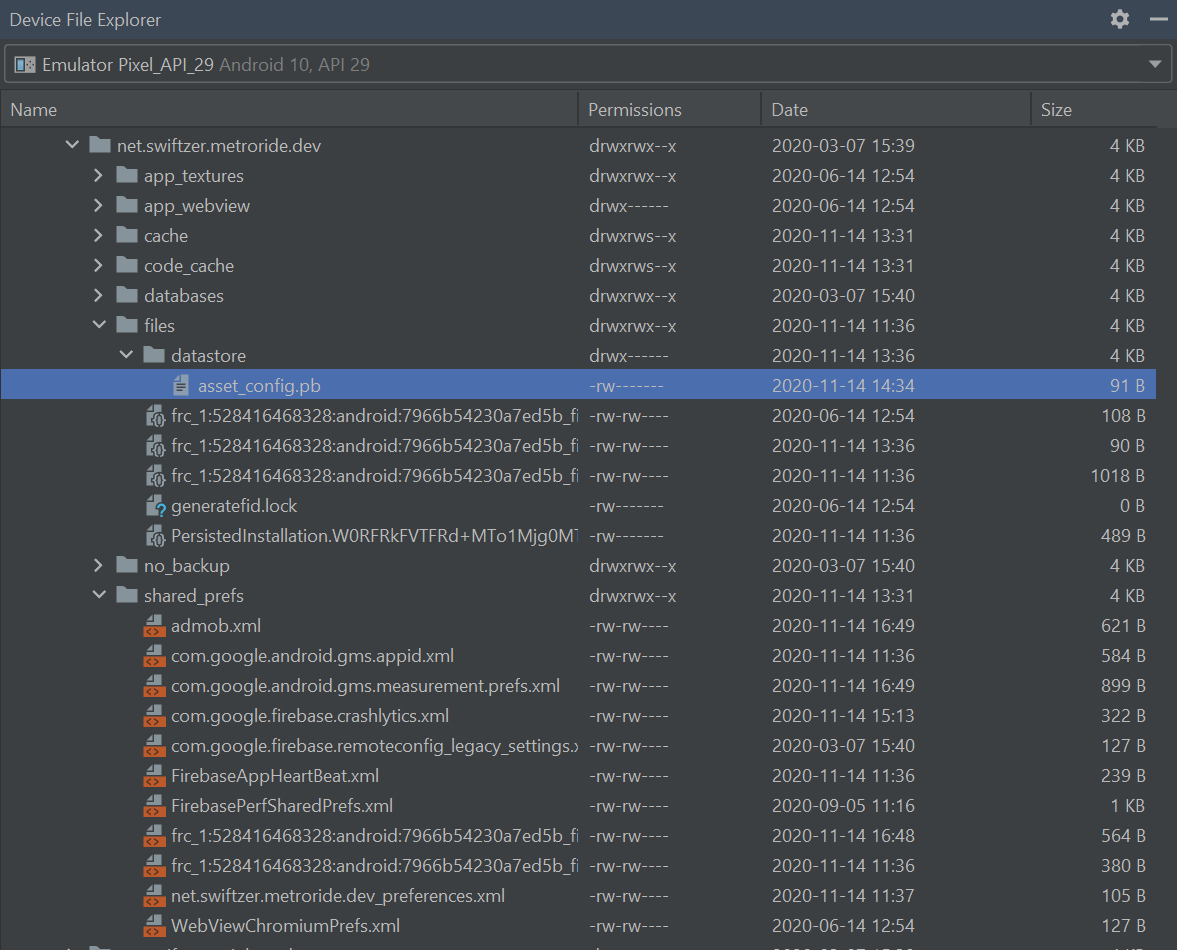 Device File Explorer
Emulator Pixel_API_29 Android 10, API 29
Name Permissions Date Size
net.swiftzer.metroride.dev drwxrwx--x 2020-03-07 15:39 4 KB
app_textures drwxrwx--x 2020-06-14 12:54 4 KB
app_webview drwx------ 2020-06-14 12:54 4 KB
cache drwxrws--x 2020-11-14 13:31 4 KB
code_cache drwxrws--x 2020-11-14 13:31 4 KB
databases drwxrwx--x 2020-03-07 15:40 4 KB
files drwxrwx--x 2020-11-14 11:36 4 KB
datastore drwx------ 2020-11-14 13:36 4 KB
asset_config.pb -rw------- 2020-11-14 14:34 91 B
frc_1:528416468328:android:7966b54230a7ed5b_fi -rw-rw---- 2020-06-14 12:54 108 B
frc_1:528416468328:android:7966b54230a7ed5b_fi -rw-rw---- 2020-11-14 13:36 90 B
frc_1:528416468328:android:7966b54230a7ed5b_fi -rw-rw---- 2020-11-14 11:36 1018 B
generatefid.lock -rw------- 2020-06-14 12:54 0 B
PersistedInstallation.W0RFRkFVTFRd+MTo1Mjg0MT -rw------- 2020-11-14 11:36 489 B
no_backup drwxrwx--x 2020-03-07 15:40 4 KB
shared_prefs drwxrwx--x 2020-11-14 13:31 4 KB
admob.xml -rw-rw---- 2020-11-14 16:49 621 B
com.google.android.gms.appid.xml -rw-rw---- 2020-11-14 11:36 584 B
com.google.android.gms.measurement.prefs.xml -rw-rw---- 2020-11-14 16:49 899 B
com.google.firebase.crashlytics.xml -rw-rw---- 2020-11-14 15:13 322 B
com.google.firebase.remoteconfig_legacy_settings.x -rw-rw---- 2020-03-07 15:40 127 B
FirebaseAppHeartBeat.xml -rw-rw---- 2020-11-14 11:36 239 B
FirebasePerfSharedPrefs.xml -rw-rw---- 2020-09-05 11:16 1 KB
frc_1:528416468328:android:7966b54230a7ed5b_fi -rw-rw---- 2020-11-14 16:48 564 B
frc_1:528416468328:android:7966b54230a7ed5b_fi -rw-rw---- 2020-11-14 11:36 380 B
net.swiftzer.metroride.dev_preferences.xml -rw-rw---- 2020-11-14 11:37 105 B
WebViewChromiumPrefs.xml -rw-rw---- 2020-06-14 12:54 127 B